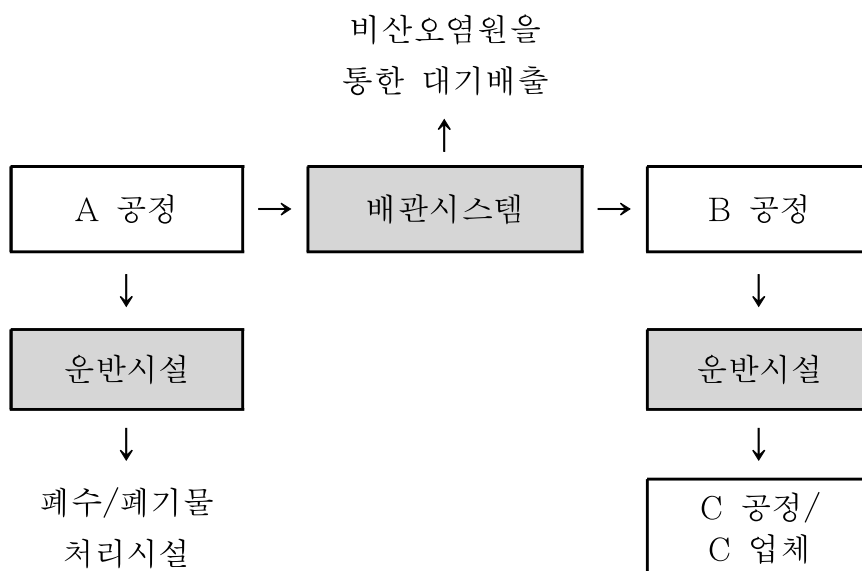 비산오염원을
통한 대기배출
↑
A 공정 → 배관시스템 → B 공정
↓ ↓
운반시설 운반시설
↓ ↓
폐수/폐기물
처리시설
C 공정/
C 업체